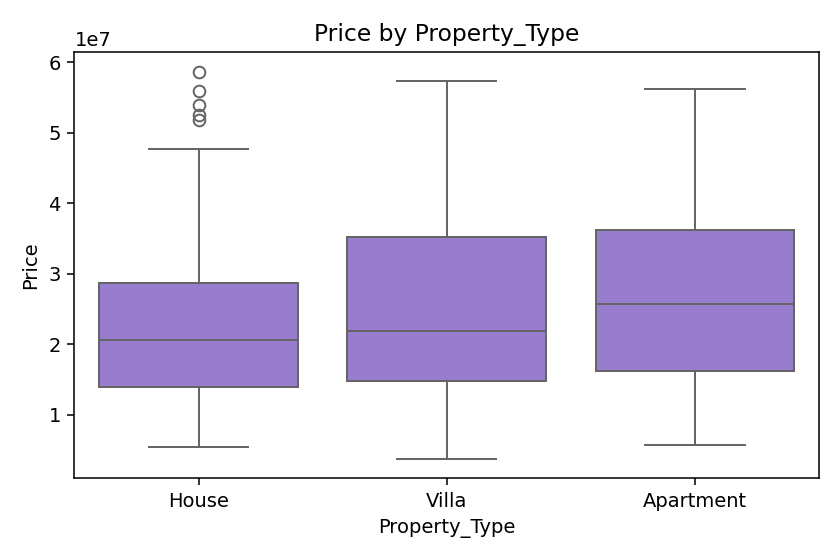 Price by Property_Type
1e7
6
5
4
3
2
1
Price
House Villa Apartment
Property_Type